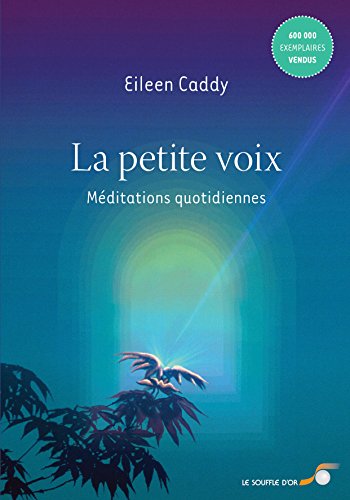 600 000
EXEMPLAIRES
VENDUS
Eileen Caddy
La petite voix
Méditations quotidiennes
LE SOUFFLE D'OR